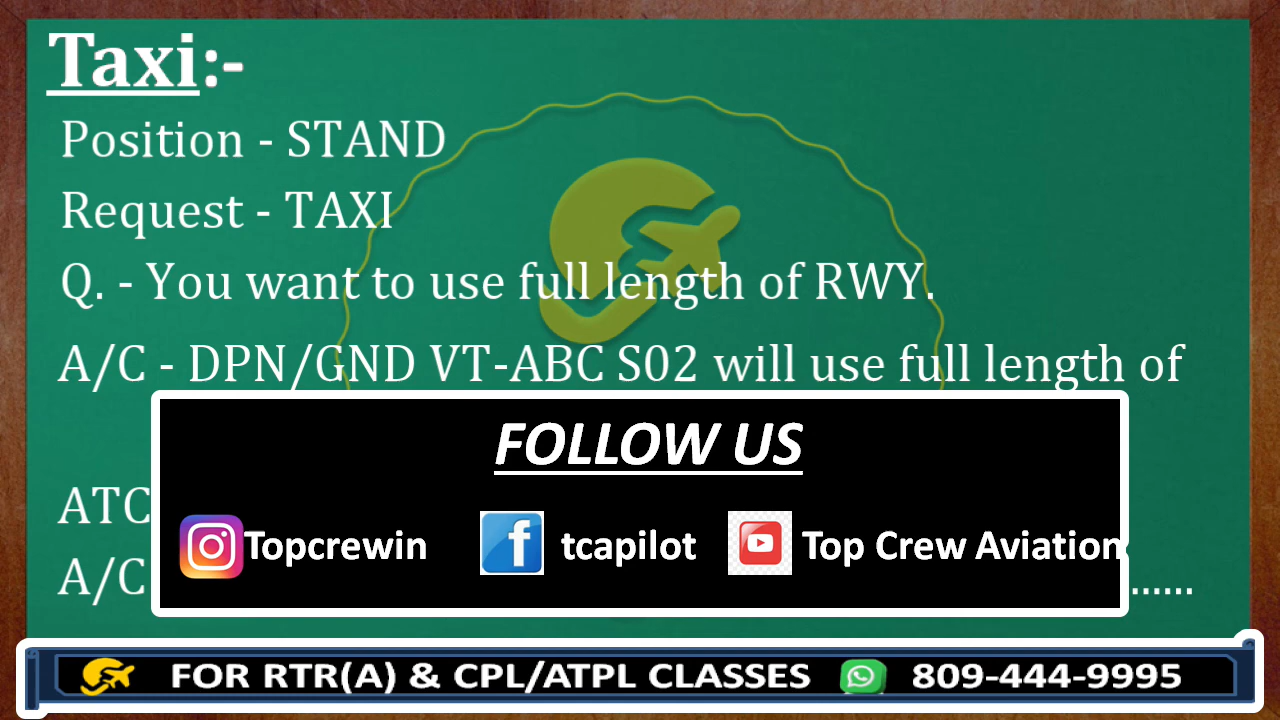 Taxi:-
Position - STAND
Request - TAXI
Q. - You want to use full length of RWY.
A/C - DPN/GND VT-ABC S02 will use full length of
ATC
A/C ......
FOLLOW US
Topcrewin tcapilot Top Crew Aviation
FOR RTR(A) & CPL/ATPL CLASSES 809-444-9995